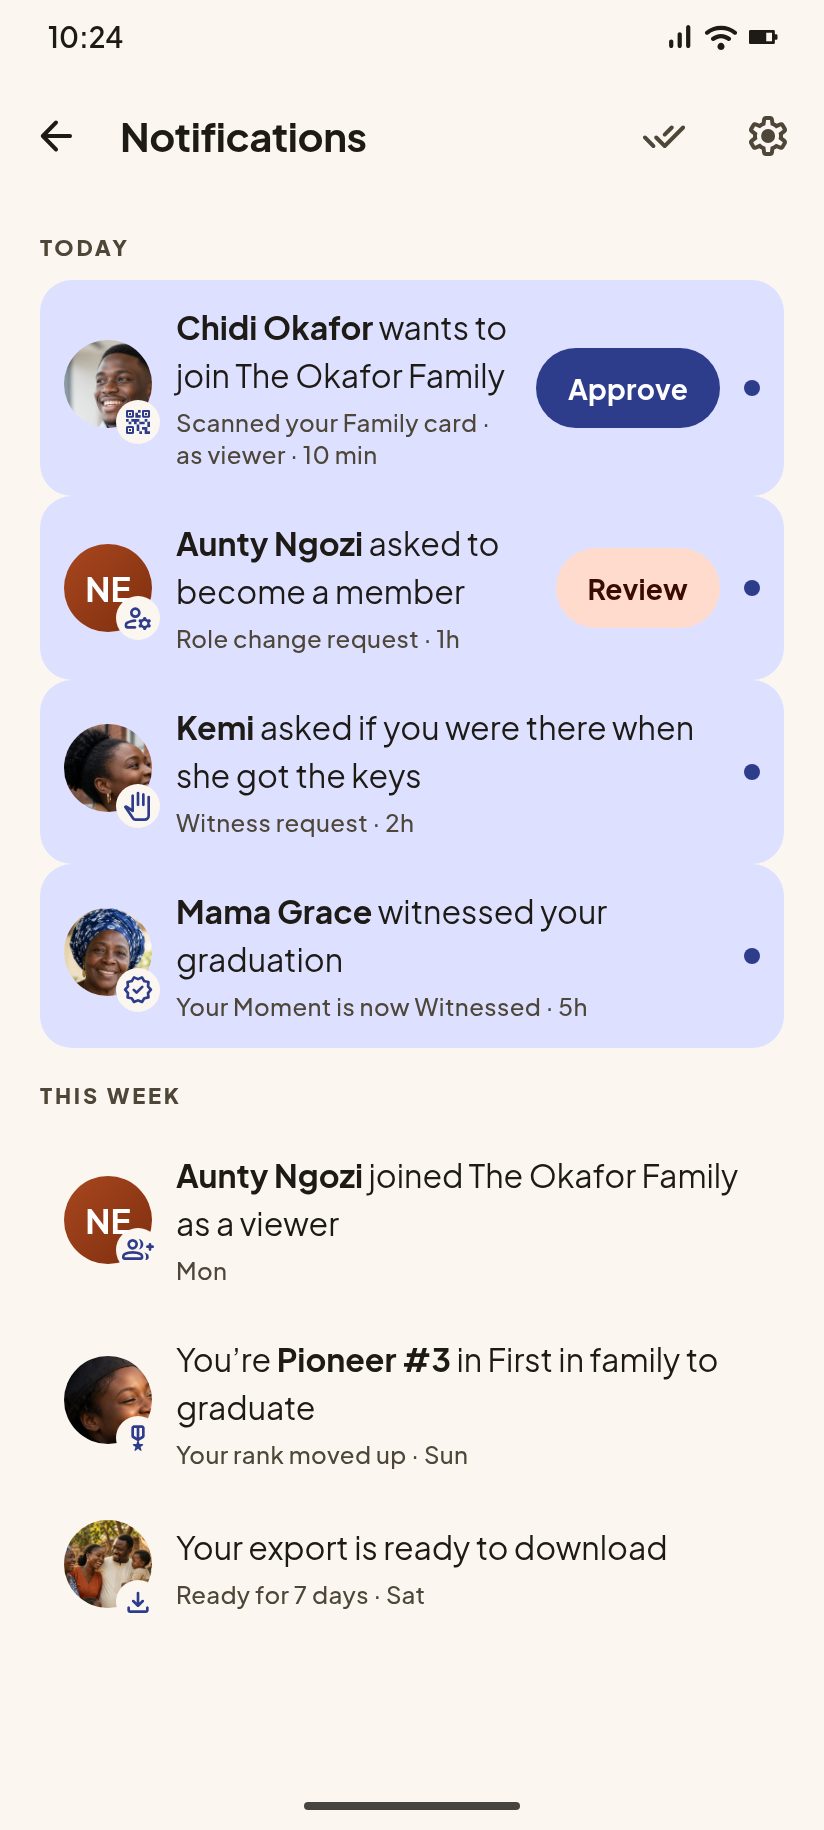 10:24
Notifications
TODAY
Chidi Okafor wants to
join The Okafor Family
Scanned your Family card ·
as viewer · 10 min
Approve
NE
Aunty Ngozi asked to
become a member
Role change request · 1h
Review
Kemi asked if you were there when
she got the keys
Witness request · 2h
Mama Grace witnessed your
graduation
Your Moment is now Witnessed · 5h
THIS WEEK
NE
Aunty Ngozi joined The Okafor Family
as a viewer
Mon
You’re Pioneer #3 in First in family to
graduate
Your rank moved up · Sun
Your export is ready to download
Ready for 7 days · Sat